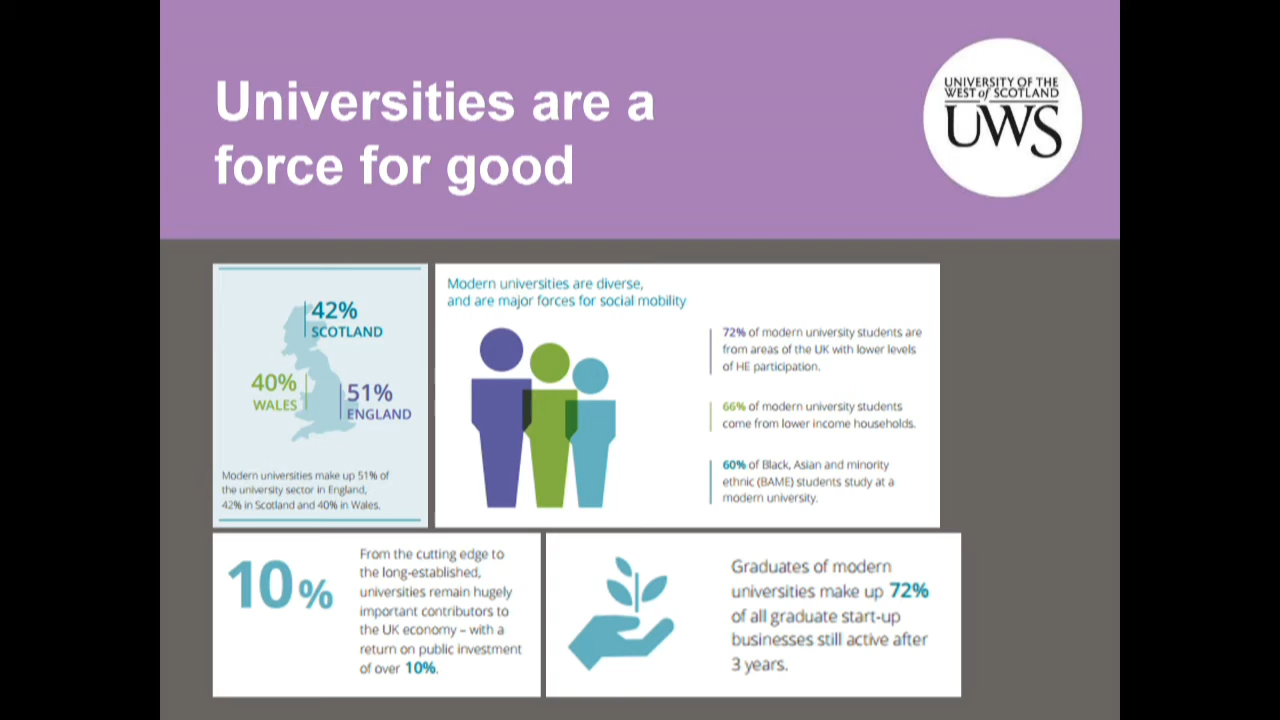 Universities are a
force for good
UNIVERSITY OF THE
WEST of SCOTLAND
UWS
42%
SCOTLAND
40%
WALES
51%
ENGLAND
Modern universities make up 51% of
the university sector in England,
42% in Scotland and 40% in Wales.
Modern universities are diverse,
and are major forces for social mobility
72% of modern university students are
from areas of the UK with lower levels
of HE participation.
66% of modern university students
come from lower income households.
60% of Black, Asian and minority
ethnic (BAME) students study at a
modern university.
10%
From the cutting edge to
the long-established,
universities remain hugely
important contributors to
the UK economy – with a
return on public investment
of over 10%.
Graduates of modern
universities make up 72%
of all graduate start-up
businesses still active after
3 years.